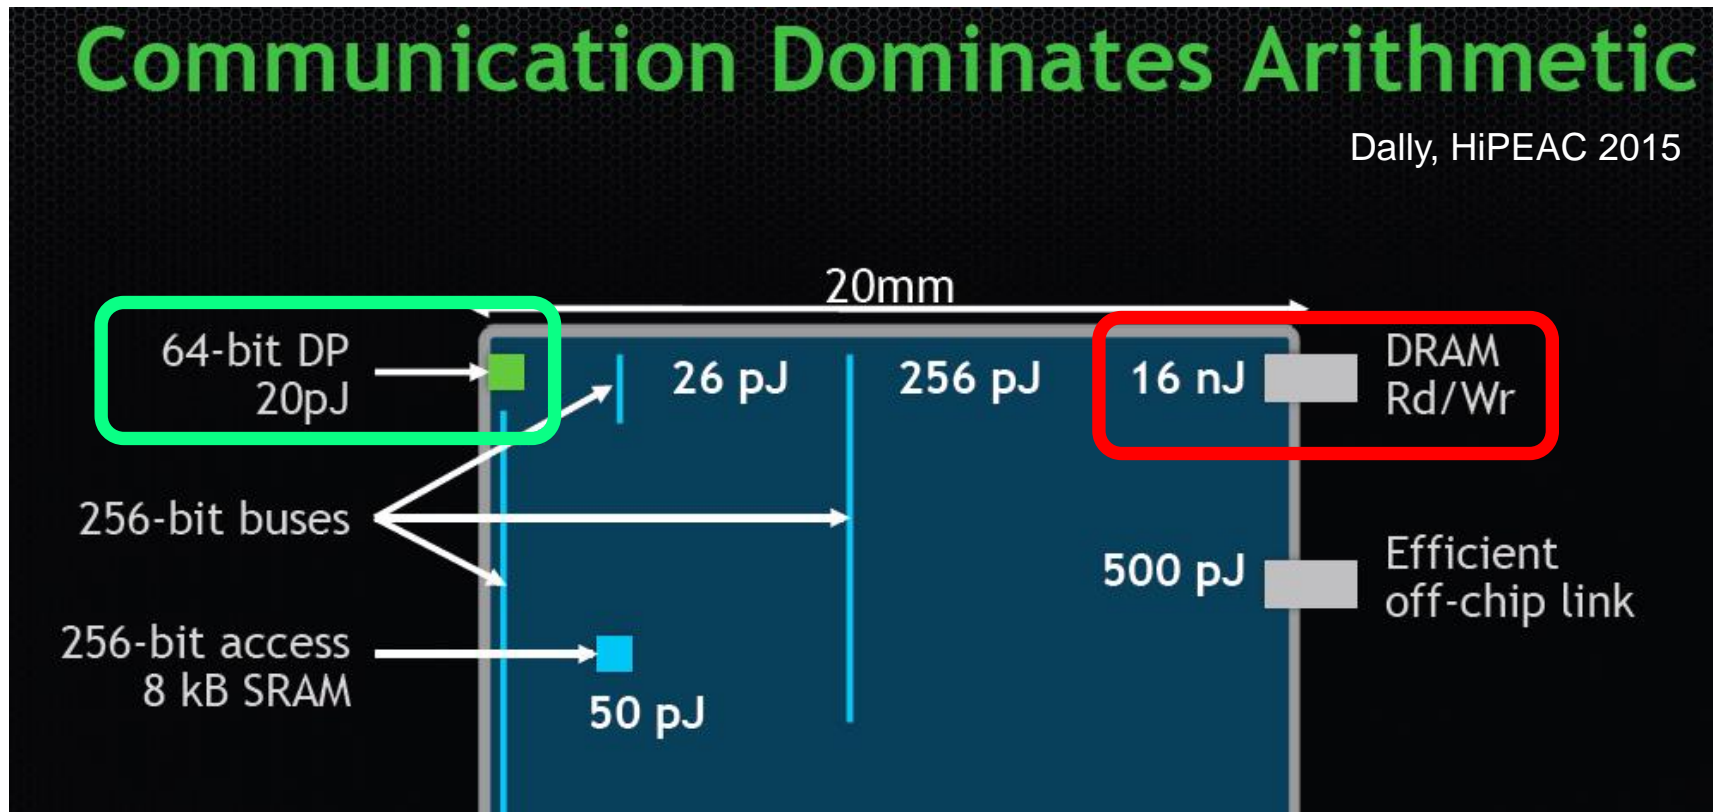 Communication Dominates Arithmetic
Dally, HiPEAC 2015
20mm
64-bit DP
20pJ
26 pJ
256 pJ
16 nJ
DRAM
Rd/Wr
256-bit buses
500 pJ
Efficient
off-chip link
256-bit access
8 kB SRAM
50 pJ